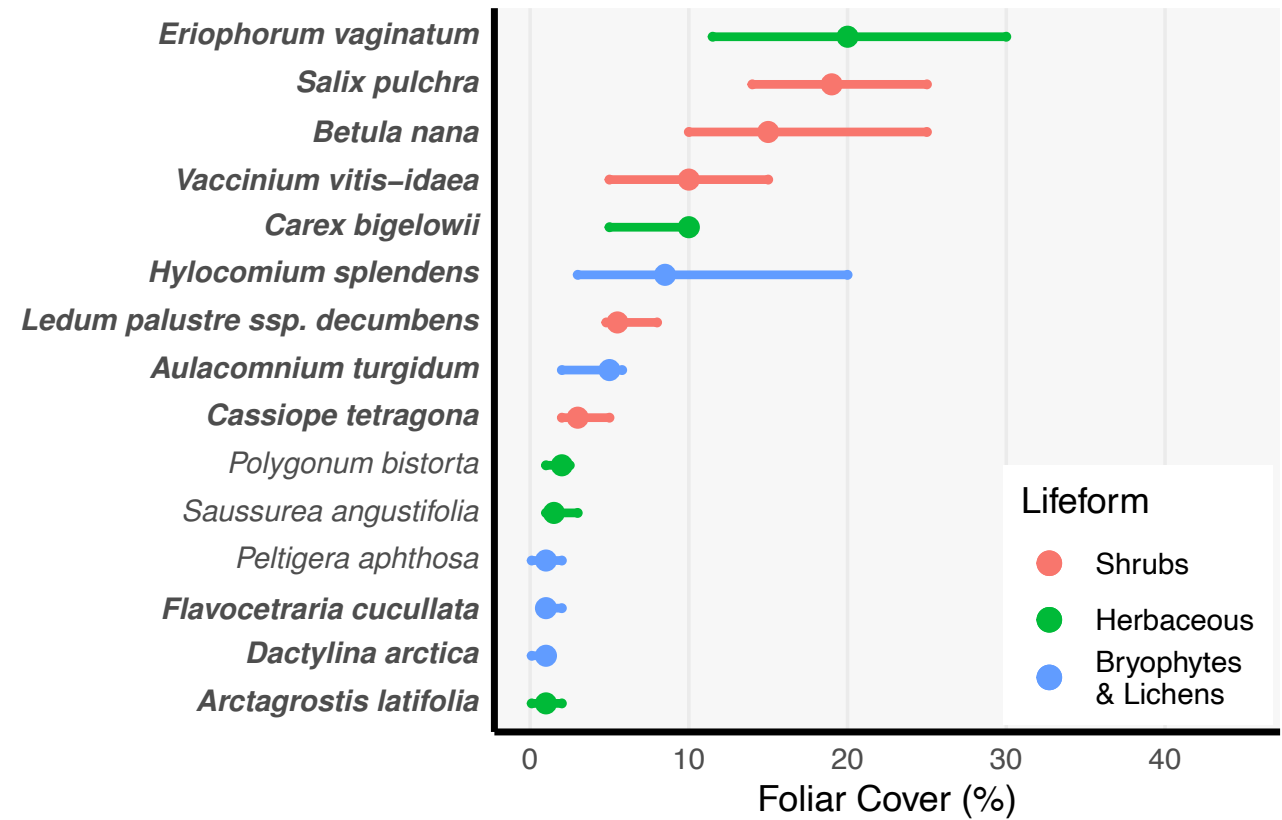 Eriophorum vaginatum
Salix pulchra
Betula nana
Vaccinium vitis–idaea
Carex bigelowii
Hylocomium splendens
Ledum palustre ssp. decumbens
Aulacomnium turgidum
Cassiope tetragona
Polygonum bistorta
Saussurea angustifolia
Peltigera aphthosa
Flavocetraria cucullata
Dactylina arctica
Arctagrostis latifolia
Lifeform
Shrubs
Herbaceous
Bryophytes
& Lichens
0 10 20 30 40
Foliar Cover (%)